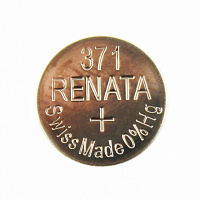 371
RENATA
+
Swiss Made 0% Hg